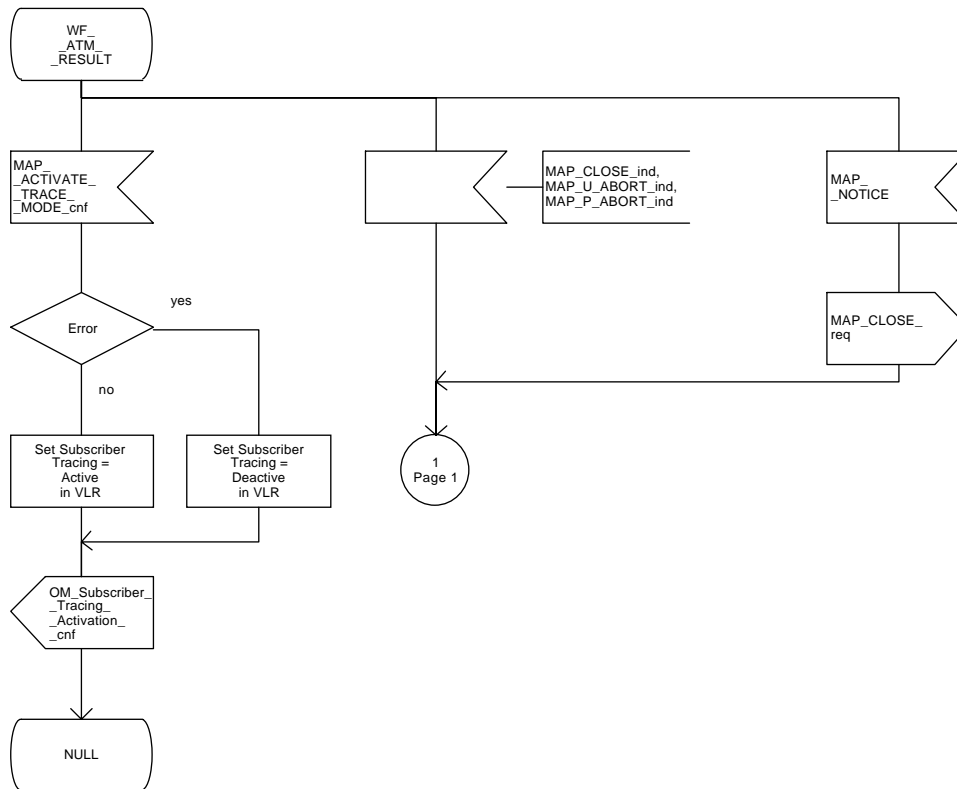 WF_
_ATM_
_RESULT
MAP_
_ACTIVATE_
_TRACE_
_MODE_cnf
MAP_CLOSE_ind,
MAP_U_ABORT_ind,
MAP_P_ABORT_ind
MAP_
_NOTICE
yes
Error
no
MAP_CLOSE_
req
Set Subscriber
Tracing =
Active
in VLR
Set Subscriber
Tracing =
Deactive
in VLR
1
Page 1
OM_Subscriber_
_Tracing_
_Activation_
_cnf
NULL